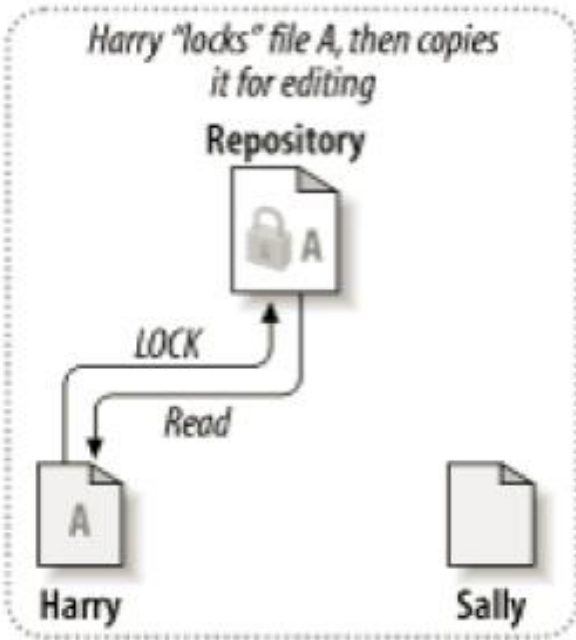 Harry “locks” file A, then copies
it for editing
Repository
A
LOCK
Read
A
Harry
Sally